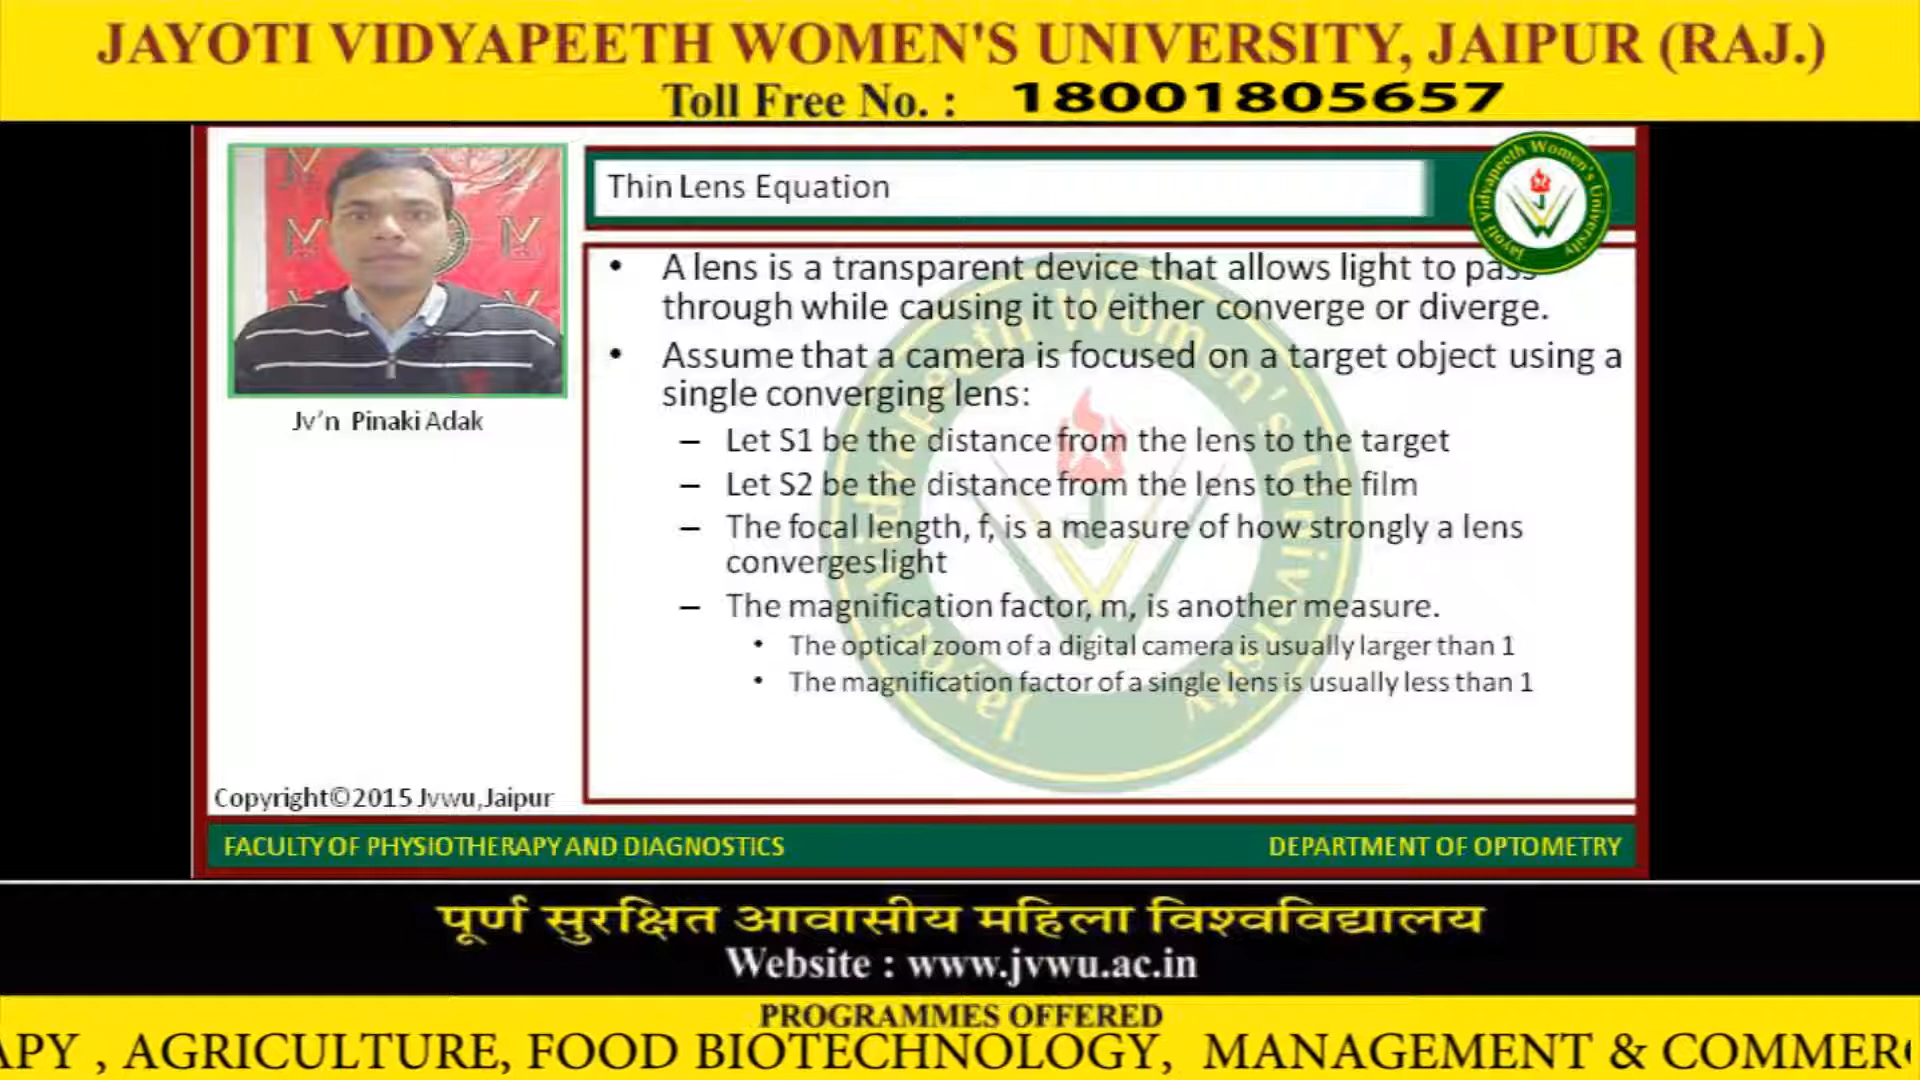 JAYOTI VIDYAPEETH WOMEN'S UNIVERSITY, JAIPUR (RAJ.)
Toll Free No. : 18001805657
Thin Lens Equation
Jayoti Vidyapeeth Women's University
• A lens is a transparent device that allows light to pass
through while causing it to either converge or diverge.
• Assume that a camera is focused on a target object using a
single converging lens:
– Let S1 be the distance from the lens to the target
– Let S2 be the distance from the lens to the film
– The focal length, f, is a measure of how strongly a lens
converges light
– The magnification factor, m, is another measure.
• The optical zoom of a digital camera is usually larger than 1
• The magnification factor of a single lens is usually less than 1
Jv'n Pinaki Adak
Copyright©2015 Jvwu,Jaipur
FACULTY OF PHYSIOTHERAPY AND DIAGNOSTICS
DEPARTMENT OF OPTOMETRY
पूर्ण सुरक्षित आवासीय महिला विश्वविद्यालय
Website : www.jvwu.ac.in
PROGRAMMES OFFERED
APY , AGRICULTURE, FOOD BIOTECHNOLOGY, MANAGEMENT & COMMER